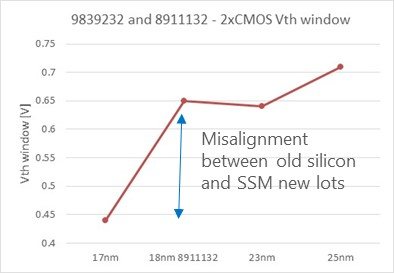 9839232 and 8911132 - 2xCMOS Vth window
0.75
0.7
0.65
0.6
0.55
0.5
0.45
0.4
Vth window [V]
Misalignment
between old silicon
and SSM new lots
17nm
18nm 8911132
23nm
25nm